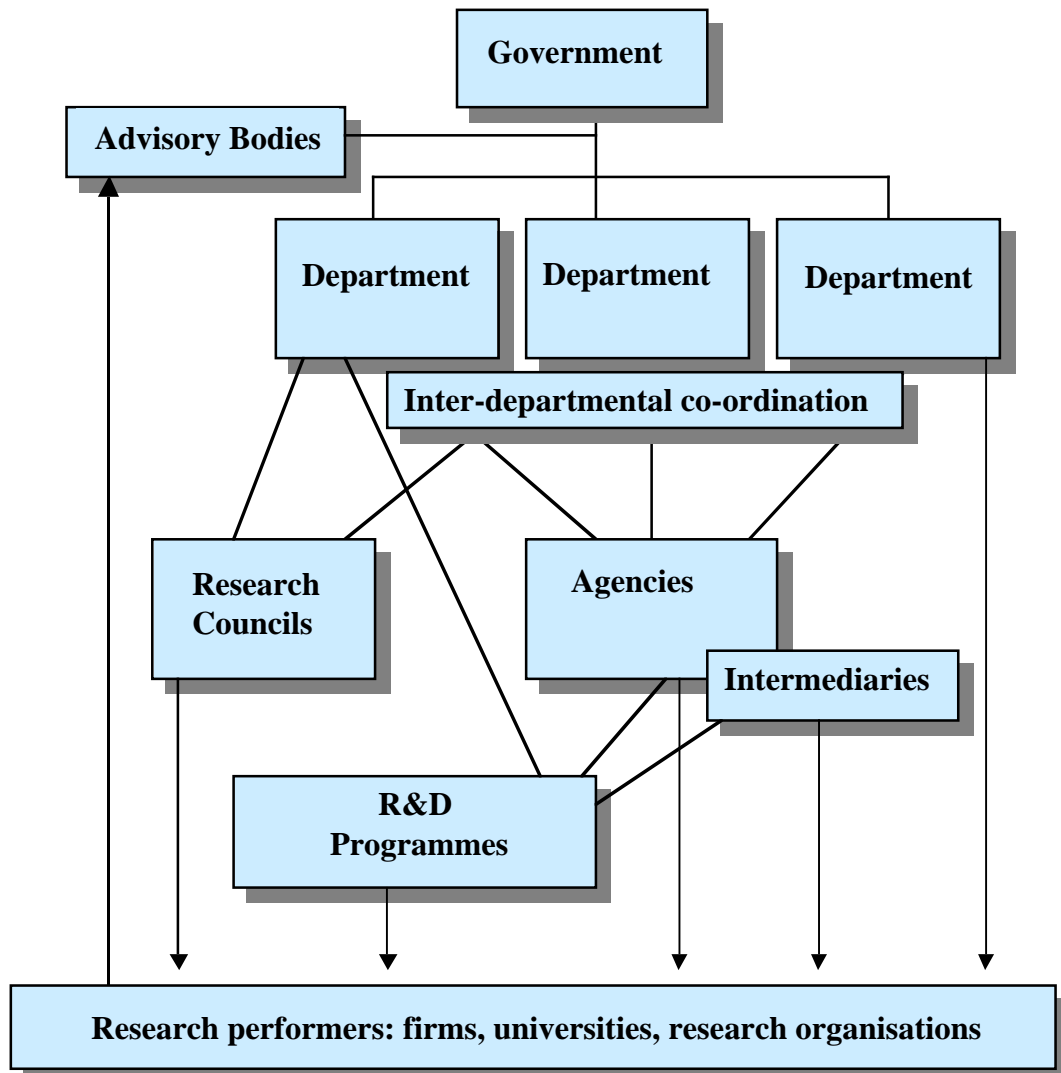 Government
Advisory Bodies
Department
Department
Department
Inter-departmental co-ordination
Research
Councils
Agencies
Intermediaries
R&D
Programmes
Research performers: firms, universities, research organisations